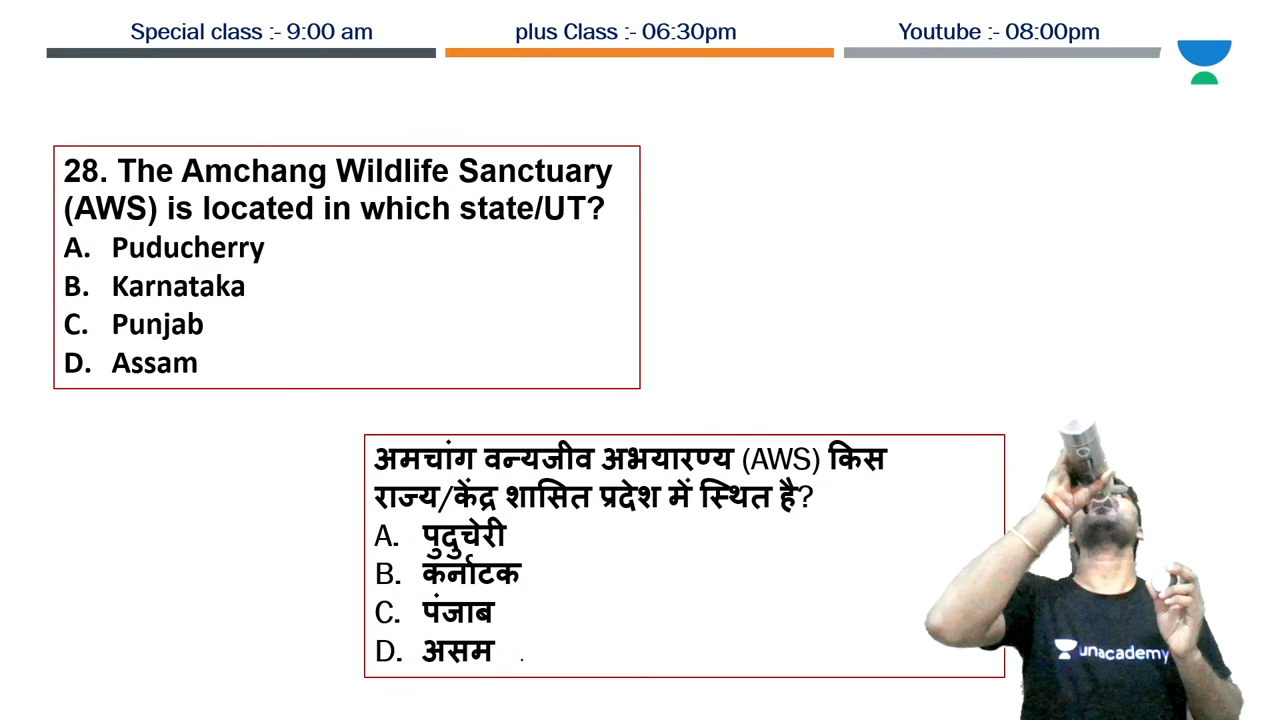 Special class :- 9:00 am
plus Class :- 06:30pm
Youtube :- 08:00pm
28. The Amchang Wildlife Sanctuary
(AWS) is located in which state/UT?
A. Puducherry
B. Karnataka
C. Punjab
D. Assam
अमचांग वन्यजीव अभयारण्य (AWS) किस
राज्य/केंद्र शासित प्रदेश में स्थित है?
A. पुदुचेरी
B. कर्नाटक
C. पंजाब
D. असम
unacademy